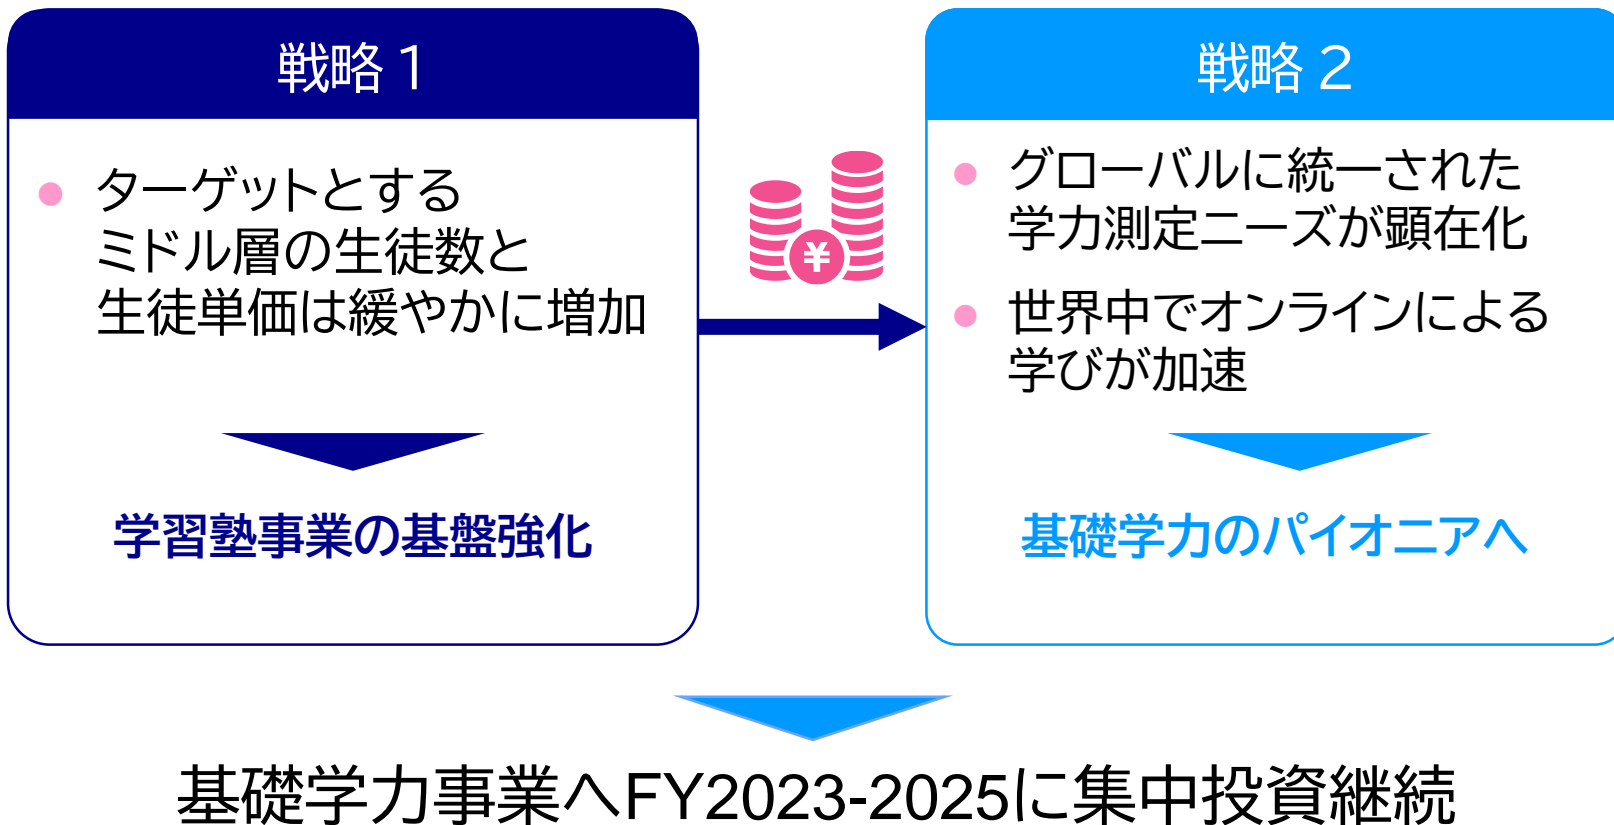 戦略1
ターゲットとする
ミドル層の生徒数と
生徒単価は緩やかに増加
学習塾事業の基盤強化
¥
戦略2
グローバルに統一された
学力測定ニーズが顕在化
世界中でオンラインによる
学びが加速
基礎学力のパイオニアへ
基礎学力事業へFY2023-2025に集中投資継続